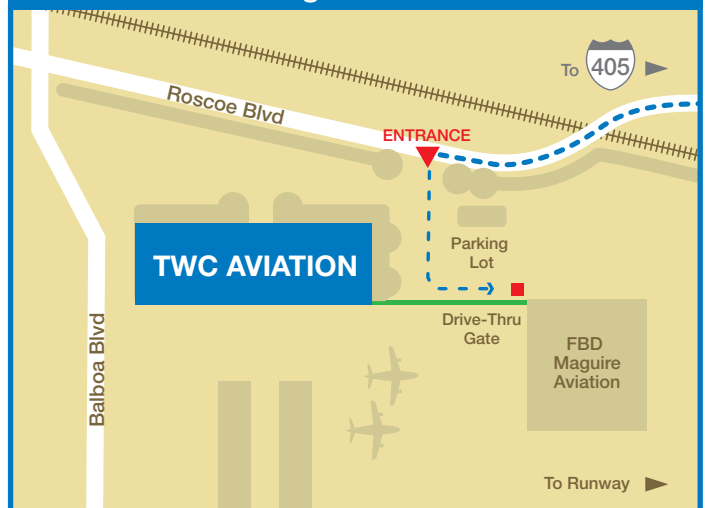 To 405
Roscoe Blvd
ENTRANCE
Parking
Lot
TWC AVIATION
Drive-Thru
Gate
FBD
Maguire
Aviation
Balboa Blvd
To Runway